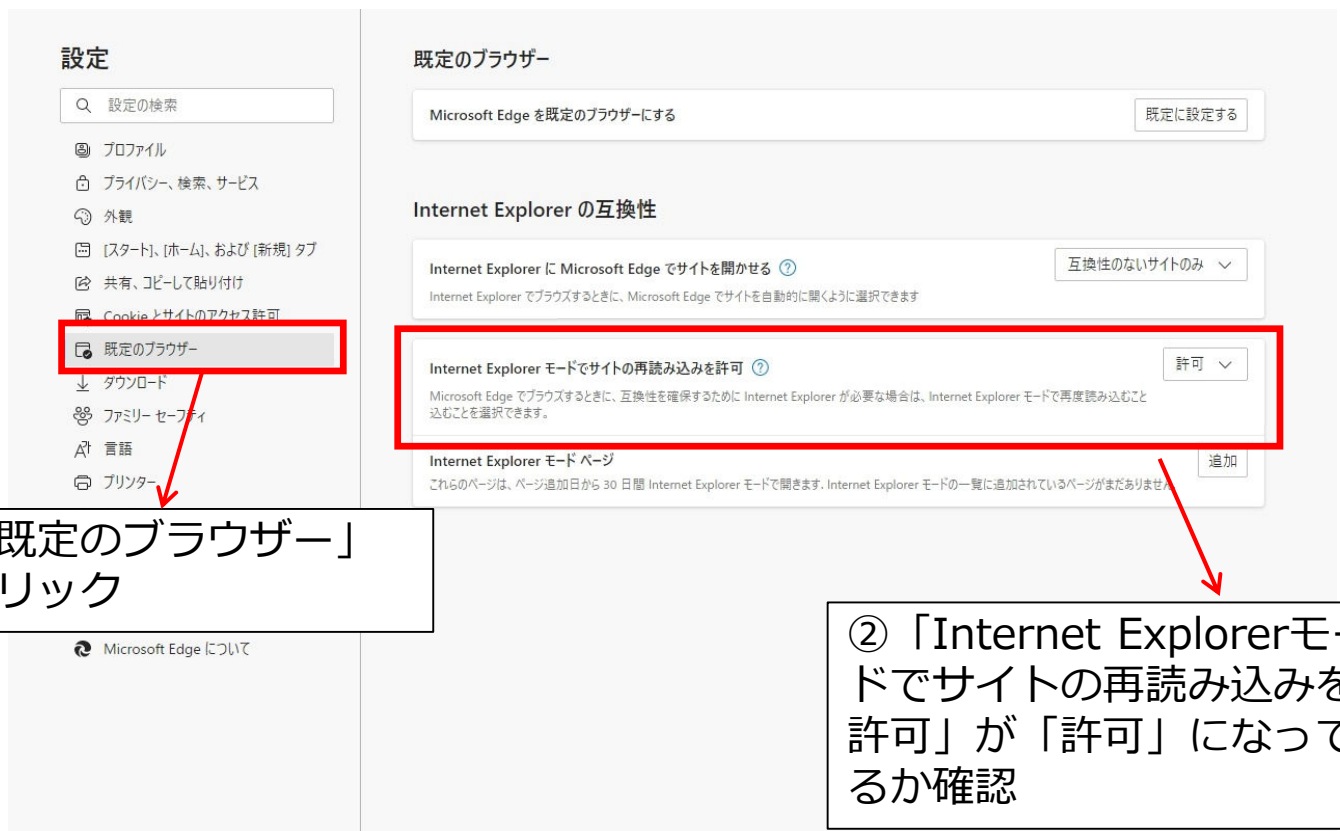 設定
設定の検索
プロファイル
プライバシー、検索、サービス
外観
[スタート]、[ホーム]、および [新規] タブ
共有、コピーして貼り付け
Cookie とサイトのアクセス許可
既定のブラウザー
ダウンロード
ファミリー セーフティ
言語
プリンター
既定のブラウザー」
リック
Microsoft Edge について
既定のブラウザー
Microsoft Edge を既定のブラウザーにする
既定に設定する
Internet Explorer の互換性
Internet Explorer に Microsoft Edge でサイトを開かせる
互換性のないサイトのみ
Internet Explorer でブラウズするときに、Microsoft Edge でサイトを自動的に開くように選択できます
Internet Explorer モードでサイトの再読み込みを許可
許可
Microsoft Edge でブラウズするときに、互換性を確保するために Internet Explorer が必要な場合は、Internet Explorer モードで再度読み込むこと
込むことを選択できます。
Internet Explorer モード ページ
追加
これらのページは、ページ追加日から 30 日間 Internet Explorer モードで開きます. Internet Explorer モードの一覧に追加されているページがまだありません
②「Internet Explorerモー
ドでサイトの再読み込みを
許可」が「許可」になって
るか確認